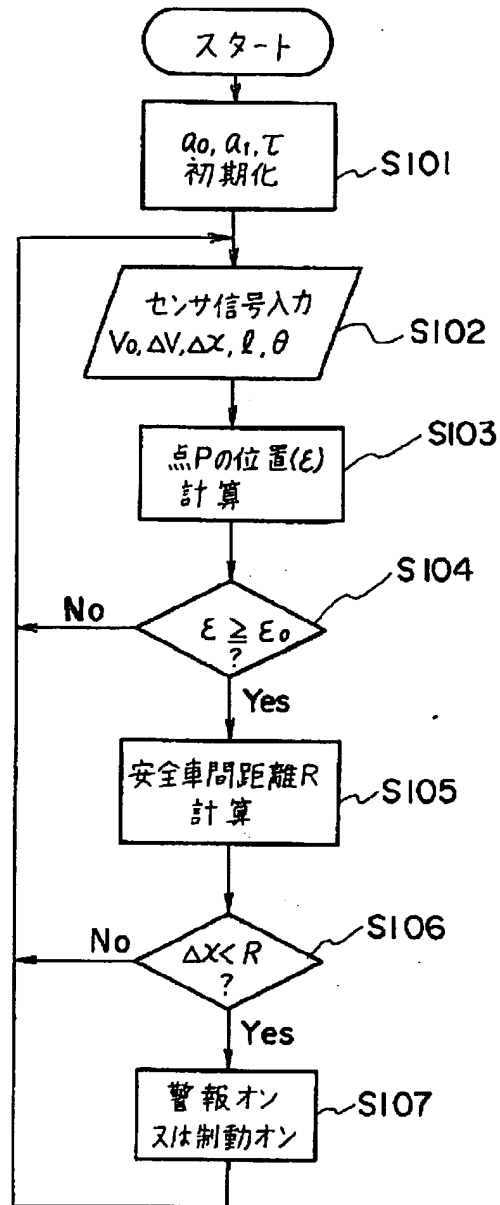 スタート
a₀, a₁, τ
初期化
S101
センサ信号入力
V₀, ΔV, Δx, ℓ, θ
S102
点Pの位置(ε)
計算
S103
S104
No
ε ≧ ε₀
?
Yes
安全車間距離R
計算
S105
S106
No
Δx < R
?
Yes
警報オン
又は制動オン
S107